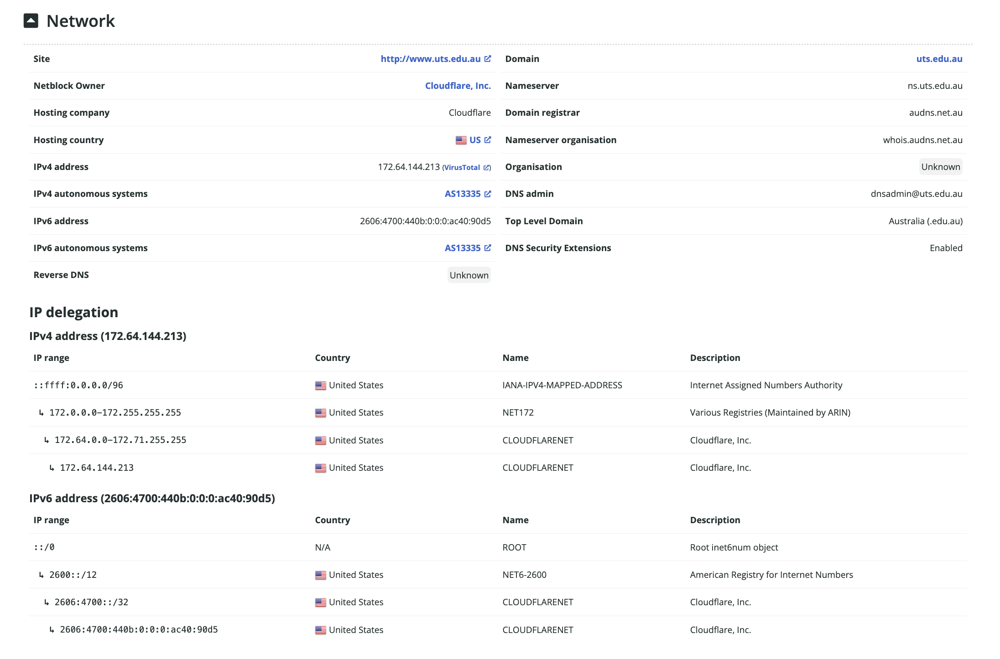 Network
Site http://www.uts.edu.au
Domain uts.edu.au
Netblock Owner Cloudflare, Inc.
Nameserver ns.uts.edu.au
Hosting company Cloudflare
Domain registrar audns.net.au
Hosting country US
Nameserver organisation whois.audns.net.au
IPv4 address 172.64.144.213 (VirusTotal)
Organisation Unknown
IPv4 autonomous systems AS13335
DNS admin dnsadmin@uts.edu.au
IPv6 address 2606:4700:440b:0:0:0:ac40:90d5
Top Level Domain Australia (.edu.au)
IPv6 autonomous systems AS13335
DNS Security Extensions Enabled
Reverse DNS Unknown
IP delegation
IPv4 address (172.64.144.213)
IP range Country Name Description
::ffff:0.0.0.0/96 United States IANA-IPV4-MAPPED-ADDRESS Internet Assigned Numbers Authority
↳ 172.0.0.0–172.255.255.255 United States NET172 Various Registries (Maintained by ARIN)
↳ 172.64.0.0–172.71.255.255 United States CLOUDFLARENET Cloudflare, Inc.
↳ 172.64.144.213 United States CLOUDFLARENET Cloudflare, Inc.
IPv6 address (2606:4700:440b:0:0:0:ac40:90d5)
IP range Country Name Description
::/0 N/A ROOT Root inet6num object
↳ 2600::/12 United States NET6-2600 American Registry for Internet Numbers
↳ 2606:4700::/32 United States CLOUDFLARENET Cloudflare, Inc.
↳ 2606:4700:440b:0:0:0:ac40:90d5 United States CLOUDFLARENET Cloudflare, Inc.